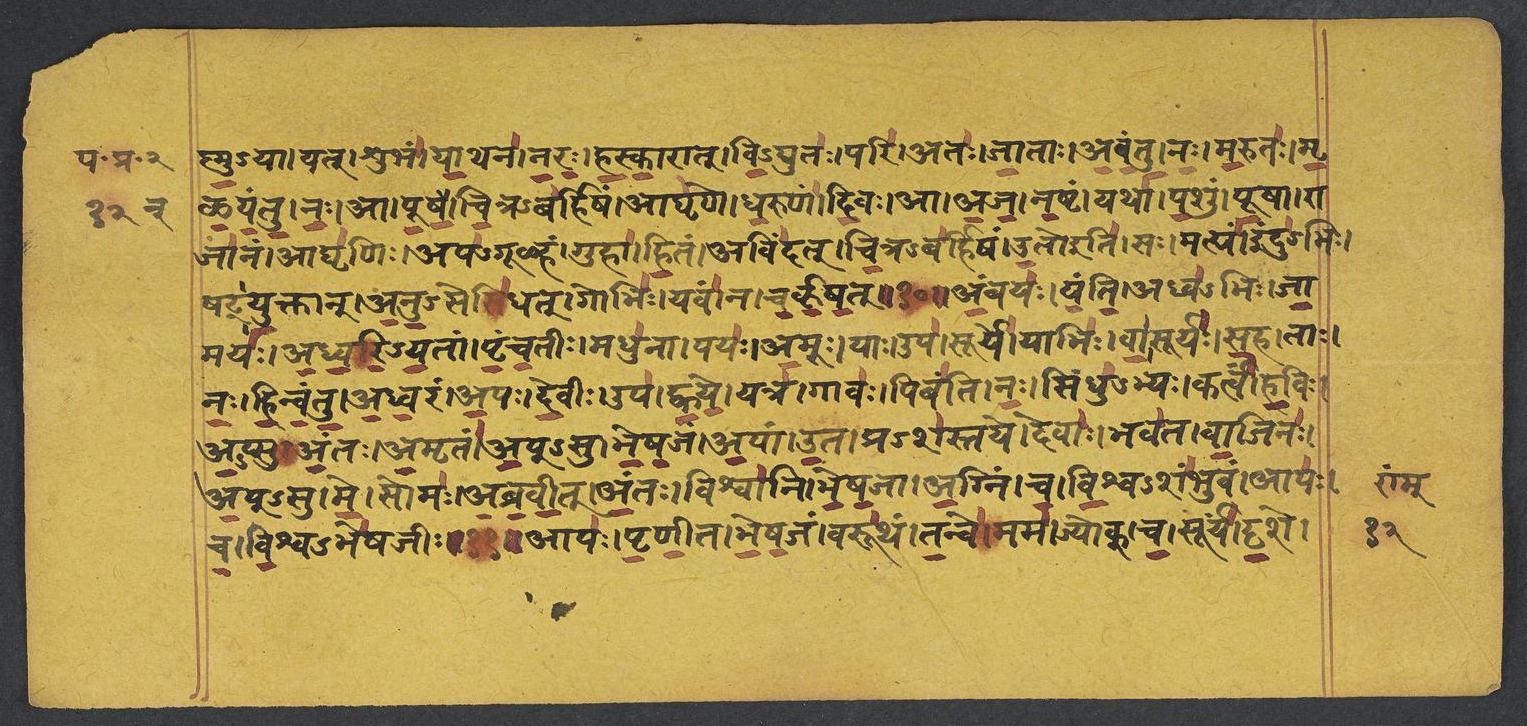 प॰ प्र॰ २
१२ च्
ष्णुऽया। यत्। शुभं। याथन। नरः। हस्कारात्। विऽद्युतः। परि। अतः। जाताः। अवंतु। नः। मरुतः। मृ
ळयंतु। नः। आ। पूषन्। चित्रऽबर्हिषं। आघृणे। धरुणं। दिवः। आ। अज। नष्टं। यथा। पशुं। पूषा। रा
जानं। आघृणिः। अपऽगूळ्हं। गुहा। हितं। अविंदत्। चित्रऽबर्हिषं। उतो इति। सः। मह्यं। इंदुऽभिः।
षट्। युक्तान्। अनुऽसेसिधत्। गोभिः। यवं। न। चर्कृषत्॥१०॥ अंबयः। यंति। अध्वऽभिः। जा
मयः। अध्वरिऽयतां। पृंचतीः। मधुना। पयः। अमूः। याः। उप। सूर्ये। याभिः। वा। सूर्यः। सह। ताः।
नः। हिन्वंतु। अध्वरं। अपः। देवीः। उप। ह्वये। यत्र। गावः। पिबंति। नः। सिंधुऽभ्यः। कर्त्वं। हविः।
अप्सु। अंतः। अमृतं। अप्ऽसु। भेषजं। अपां। उत। प्रऽशस्तये। देवाः। भवत। वाजिनः।
अप्ऽसु। मे। सोमः। अब्रवीत्। अंतः। विश्वानि। भेषजा। अग्निं। च। विश्वऽशंभुवं। आपः।
च। विश्वऽभेषजीः॥११॥ आपः। पृणीत। भेषजं। वरूथं। तन्वे। मम। ज्योक्। च। सूर्यं। दृशे।
रांमू
१२